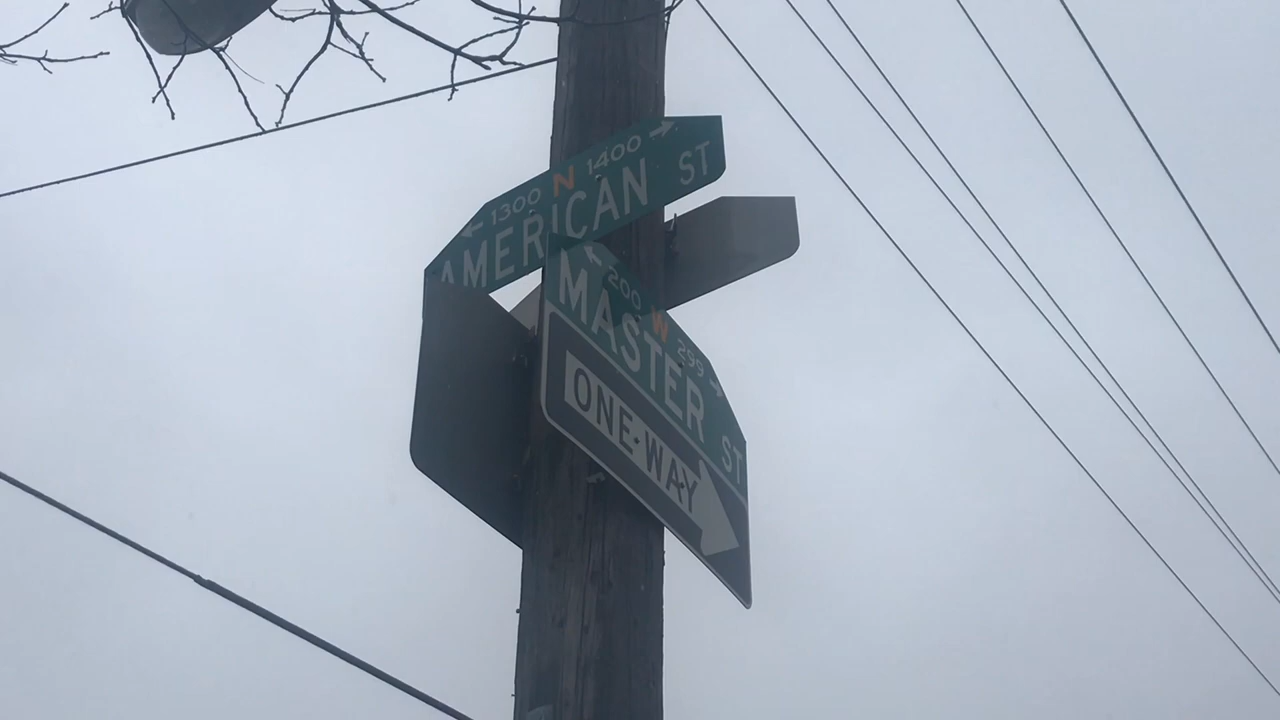 ← 1300 N 1400 →
AMERICAN ST
← 200 W 299 →
MASTER ST
ONE WAY